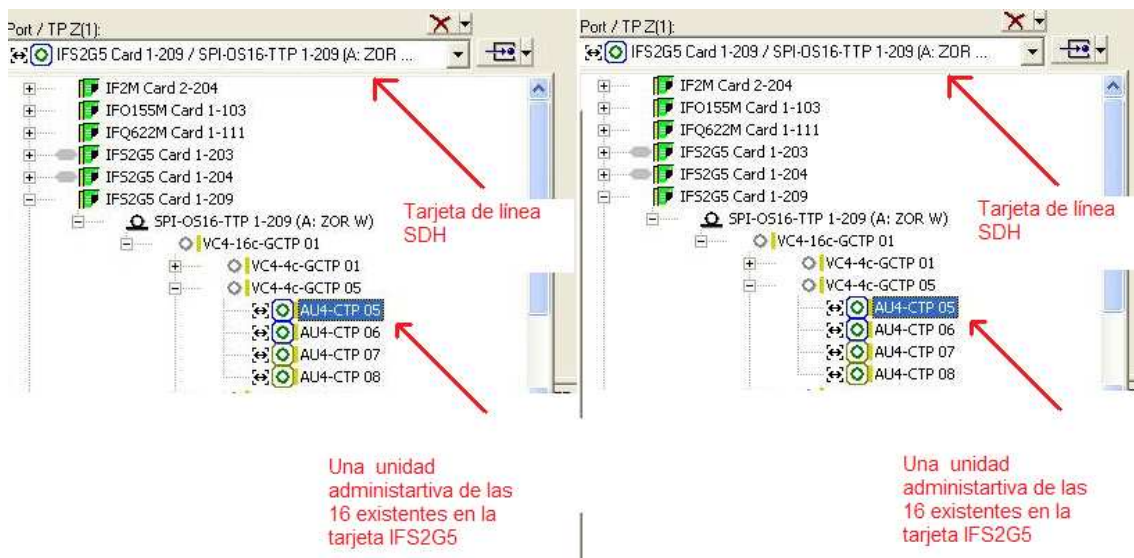 Port / TP Z(1):
IFS2G5 Card 1-209 / SPI-OS16-TTP 1-209 (A: ZOR ...
IF2M Card 2-204
IFO155M Card 1-103
IFQ622M Card 1-111
IFS2G5 Card 1-203
IFS2G5 Card 1-204
IFS2G5 Card 1-209
SPI-OS16-TTP 1-209 (A: ZOR W)
VC4-16c-GCTP 01
VC4-4c-GCTP 01
VC4-4c-GCTP 05
AU4-CTP 05
AU4-CTP 06
AU4-CTP 07
AU4-CTP 08
Tarjeta de línea
SDH
Una unidad
administartiva de las
16 existentes en la
tarjeta IFS2G5
Port / TP Z(1):
IFS2G5 Card 1-209 / SPI-OS16-TTP 1-209 (A: ZOR ...
IF2M Card 2-204
IFO155M Card 1-103
IFQ622M Card 1-111
IFS2G5 Card 1-203
IFS2G5 Card 1-204
IFS2G5 Card 1-209
SPI-OS16-TTP 1-209 (A: ZOR W)
VC4-16c-GCTP 01
VC4-4c-GCTP 01
VC4-4c-GCTP 05
AU4-CTP 05
AU4-CTP 06
AU4-CTP 07
AU4-CTP 08
Tarjeta de línea
SDH
Una unidad
administartiva de las
16 existentes en la
tarjeta IFS2G5